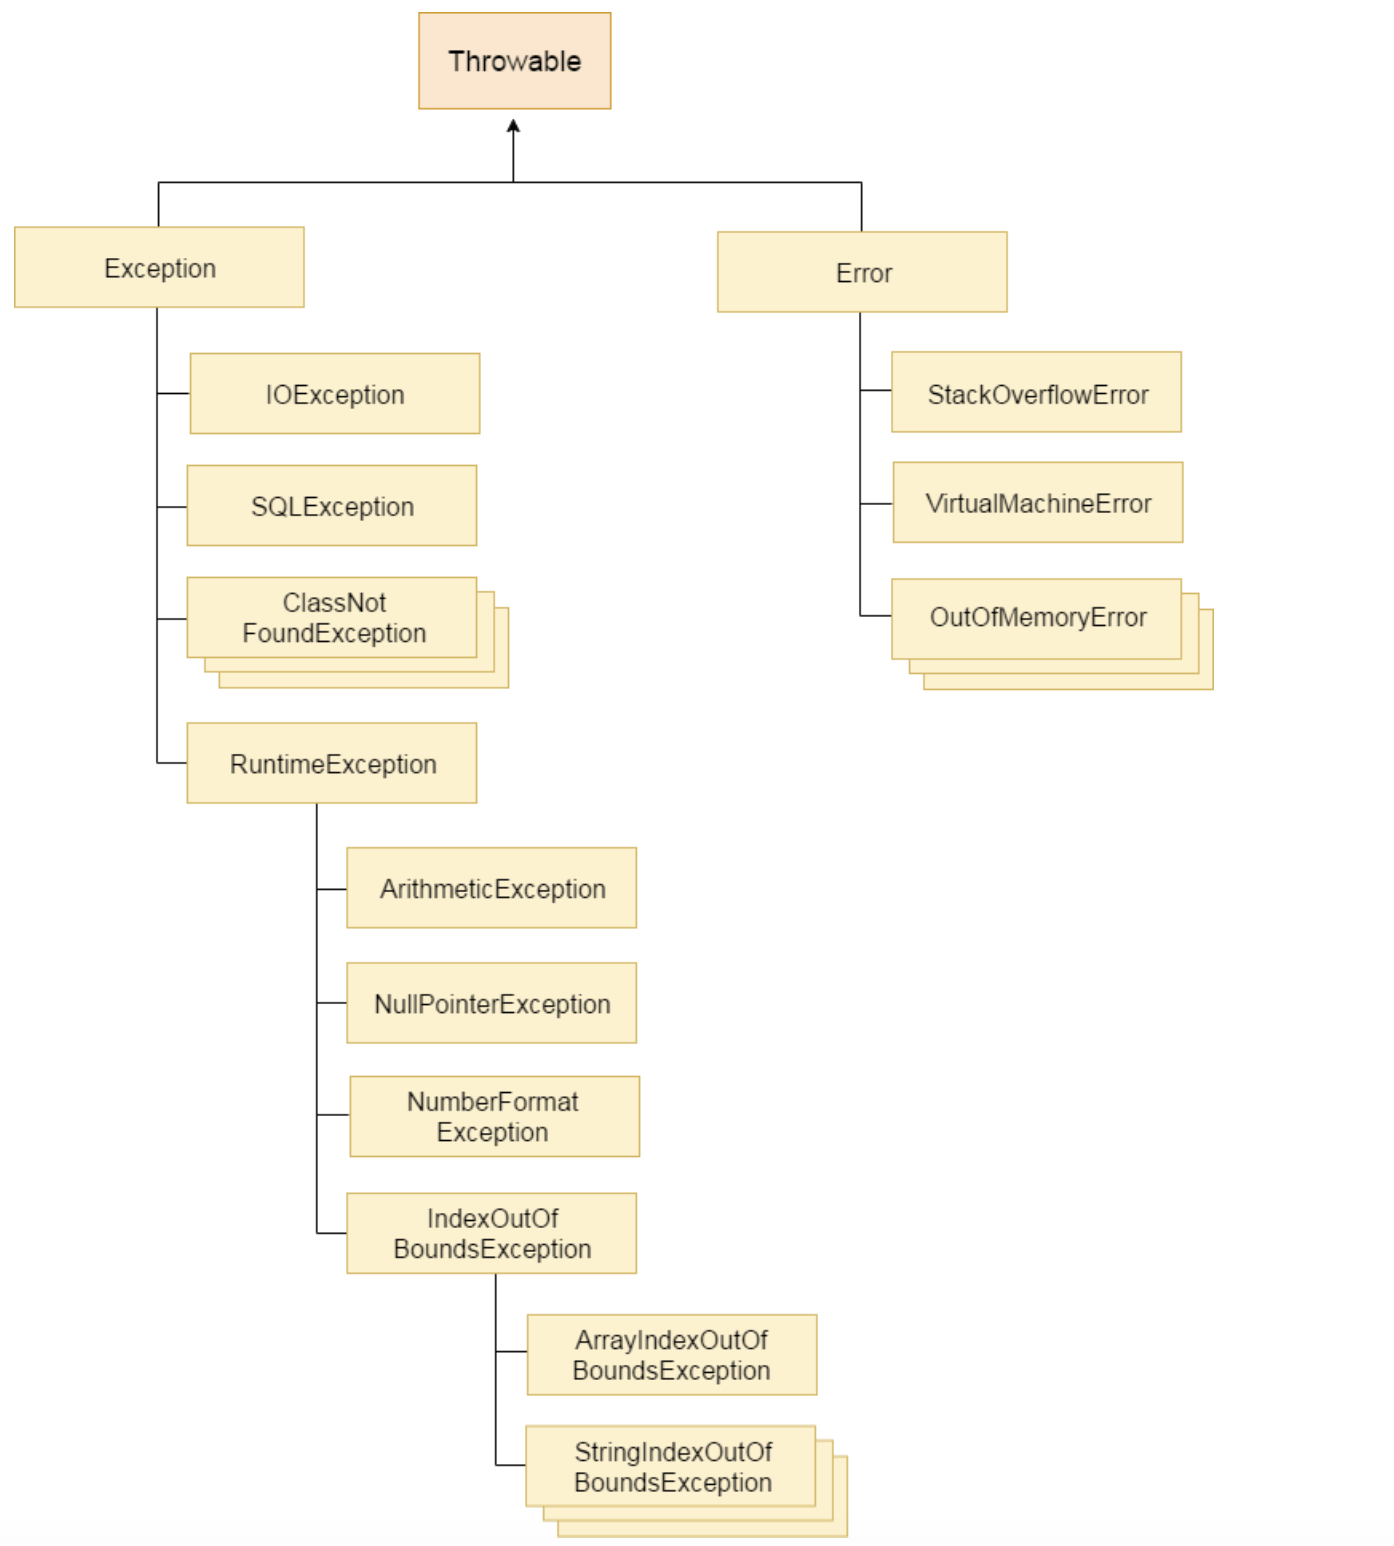 Throwable
Exception
Error
IOException
StackOverflowError
SQLException
VirtualMachineError
ClassNot
FoundException
OutOfMemoryError
RuntimeException
ArithmeticException
NullPointerException
NumberFormat
Exception
IndexOutOf
BoundsException
ArrayIndexOutOf
BoundsException
StringIndexOutOf
BoundsException